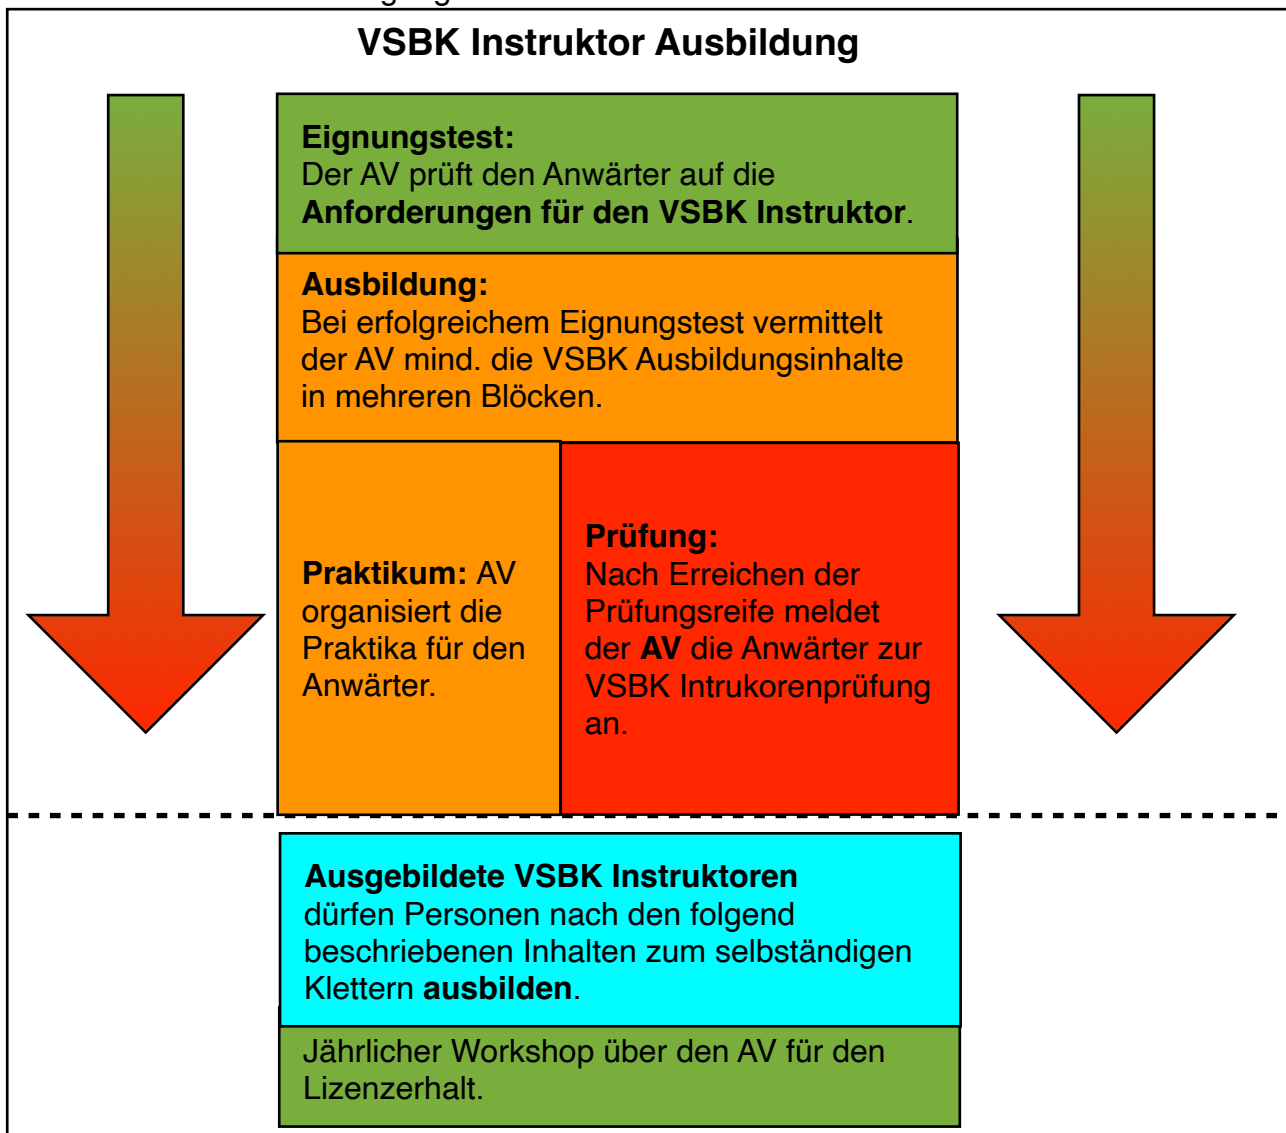 VSBK Instruktor Ausbildung
Eignungstest:
Der AV prüft den Anwärter auf die
Anforderungen für den VSBK Instruktor.
Ausbildung:
Bei erfolgreichem Eignungstest vermittelt
der AV mind. die VSBK Ausbildungsinhalte
in mehreren Blöcken.
Praktikum: AV
organisiert die
Praktika für den
Anwärter.
Prüfung:
Nach Erreichen der
Prüfungsreife meldet
der AV die Anwärter zur
VSBK Intrukorenprüfung
an.
Ausgebildete VSBK Instruktoren
dürfen Personen nach den folgend
beschriebenen Inhalten zum selbständigen
Klettern ausbilden.
Jährlicher Workshop über den AV für den
Lizenzerhalt.